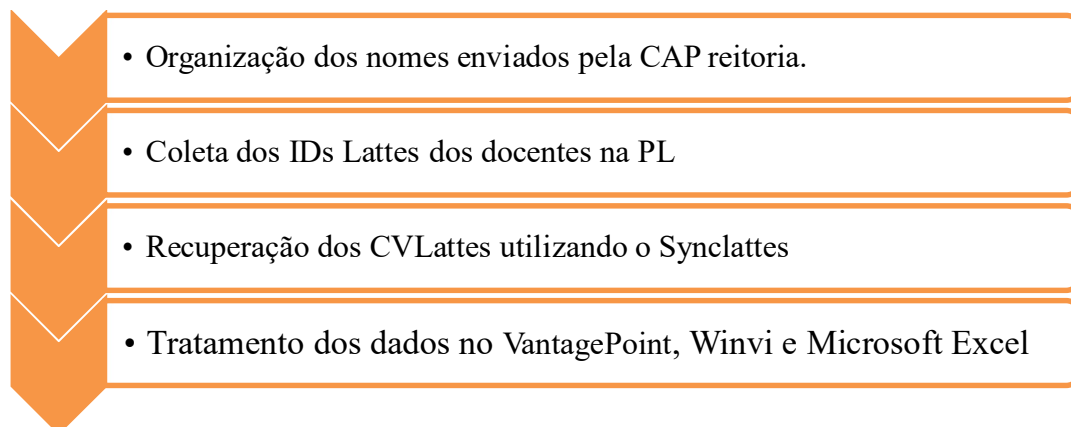 • Organização dos nomes enviados pela CAP reitoria.
• Coleta dos IDs Lattes dos docentes na PL
• Recuperação dos CVLattes utilizando o Synclattes
• Tratamento dos dados no VantagePoint, Winvi e Microsoft Excel